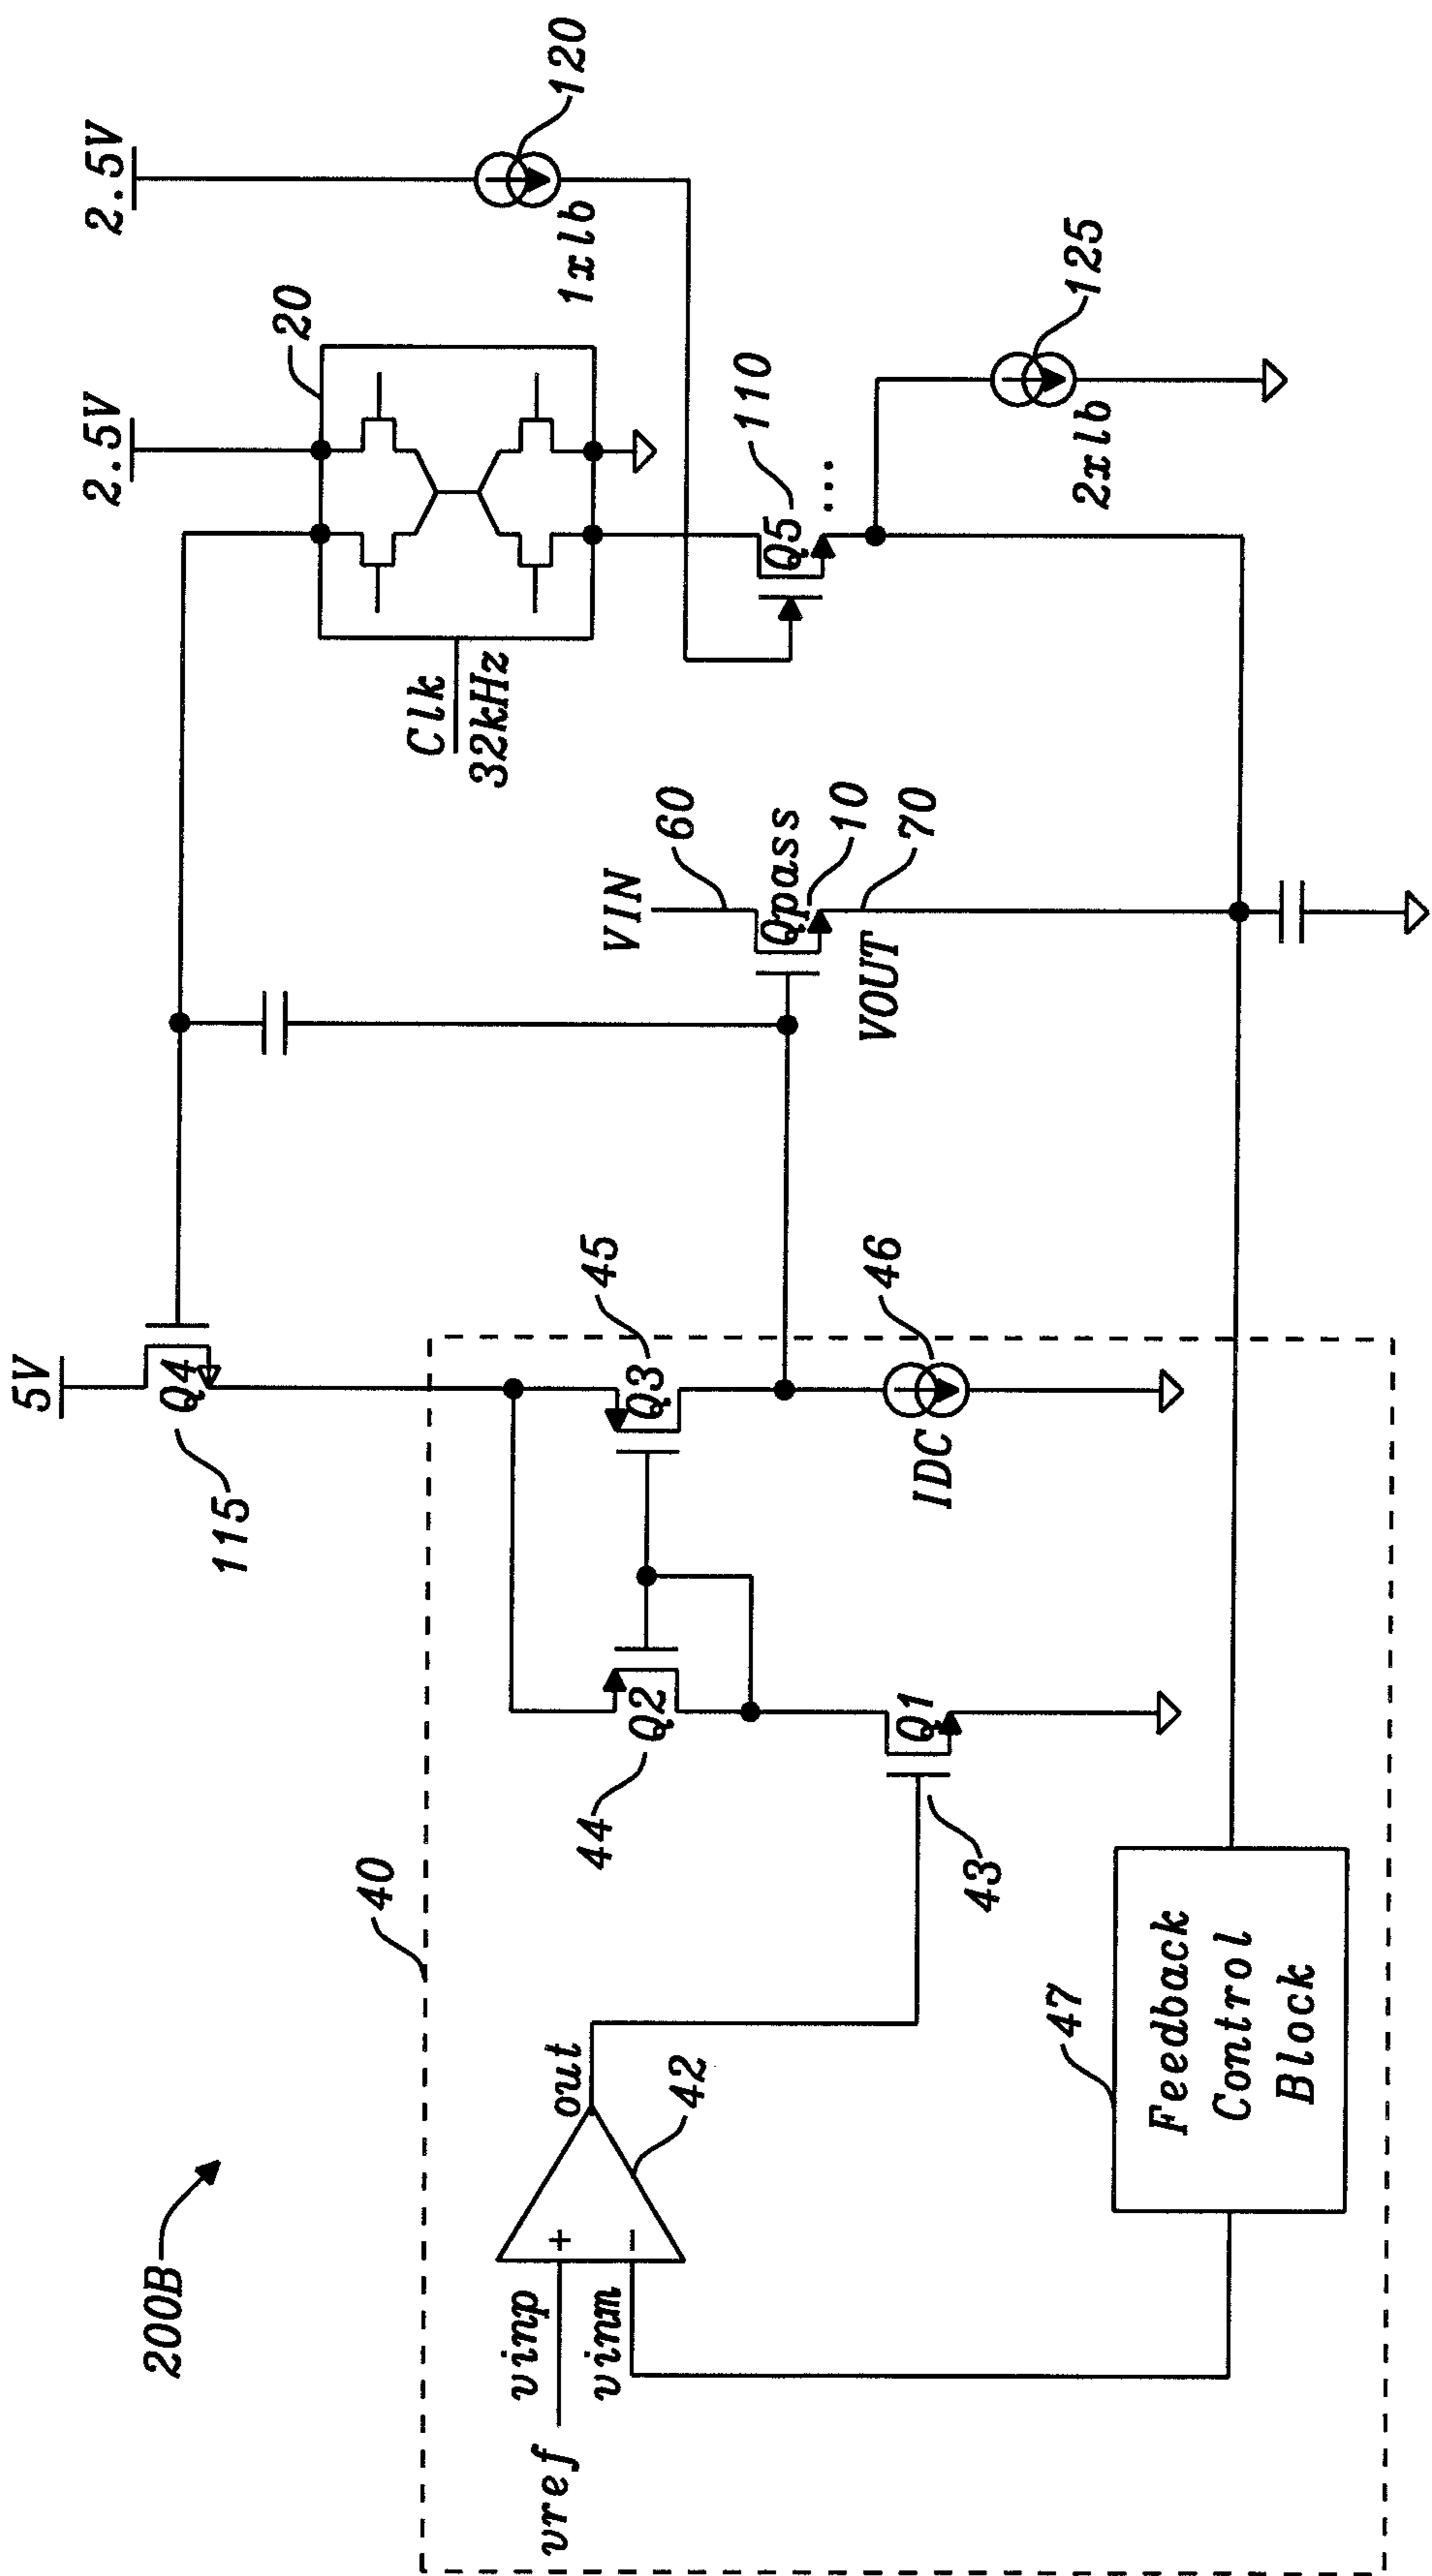 200B
5V
2.5V
2.5V
120
1xlb
20
Clk
32kHz
115
Q4
40
VIN
60
Qpass
10
VOUT
70
Q5
110
...
125
2xlb
45
Q3
44
Q2
46
IDC
Q1
43
vref
vinp
vinm
+
−
out
42
47
Feedback
Control
Block